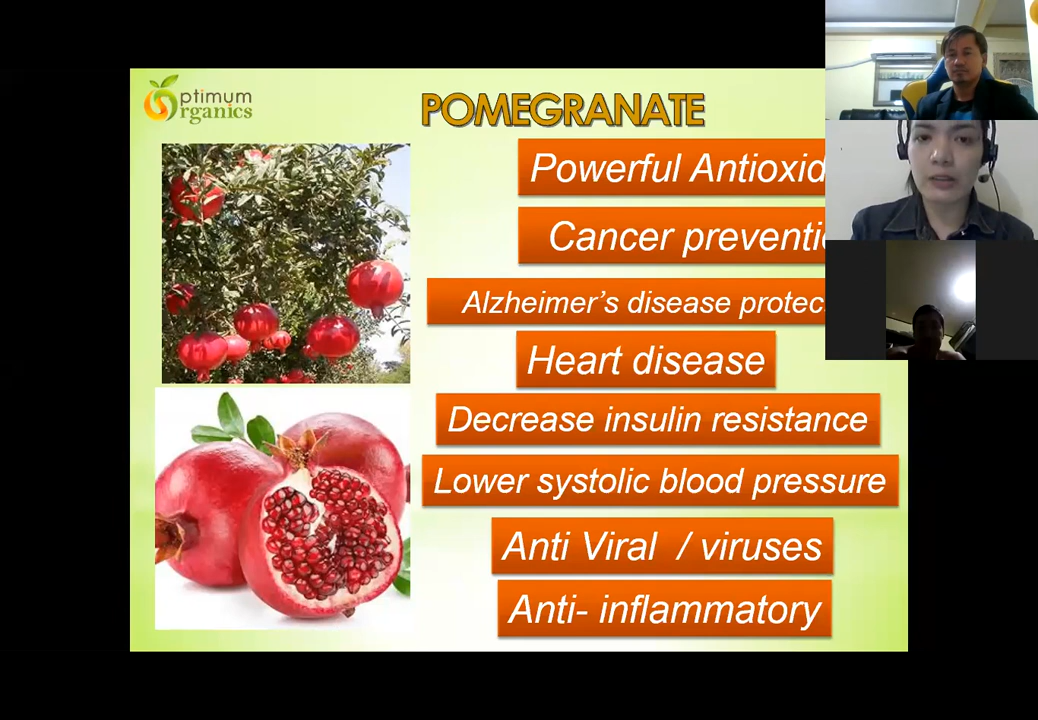 Optimum
Organics
POMEGRANATE
Powerful Antioxid
Cancer preventi
Alzheimer's disease protec
Heart disease
Decrease insulin resistance
Lower systolic blood pressure
Anti Viral / viruses
Anti- inflammatory